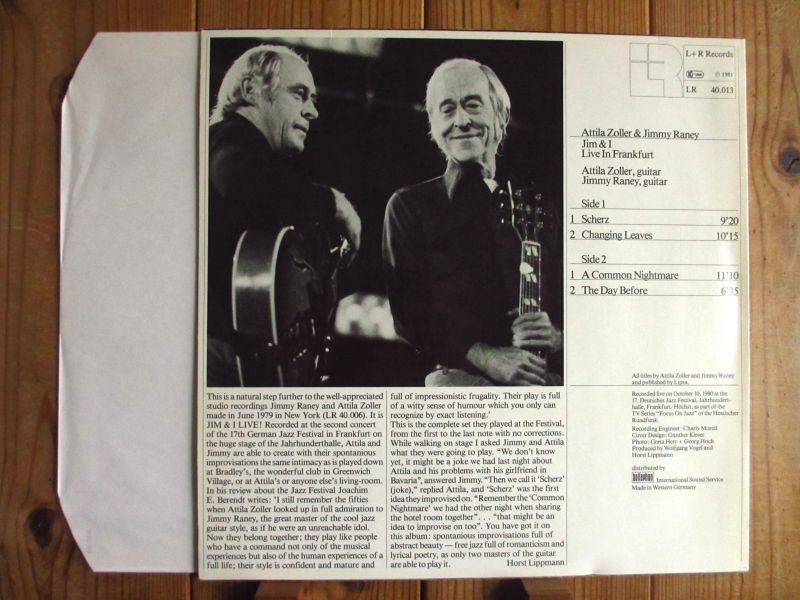 L+R Records
℗ 1981
LR 40.013
Attila Zoller & Jimmy Raney
Jim & I
Live In Frankfurt
Attila Zoller, guitar
Jimmy Raney, guitar
Side 1
1 Scherz 9'20
2 Changing Leaves 10'15
Side 2
1 A Common Nightmare 11'10
2 The Day Before 6'35
All titles by Attila Zoller and Jimmy Raney
and published by Lipra.
Recorded live on October 10, 1980 at the
17. Deutsches Jazz Festival, Jahrhundert-
halle, Frankfurt/Höchst, as part of the
TV Series "Focus On Jazz" of the Hessischer
Rundfunk.
Recording Engineer: Charly Morell
Cover Design: Günther Kieser
Photo: Greta Herr + Georg Hoch
Produced by Wolfgang Vogel and
Horst Lippmann
distributed by
bellaphon International Sound Service
Made in Western Germany
This is a natural step further to the well-appreciated
studio recordings Jimmy Raney and Attila Zoller
made in June 1979 in New York (LR 40.006). It is
JIM & I LIVE! Recorded at the second concert
of the 17th German Jazz Festival in Frankfurt on
the huge stage of the Jahrhunderthalle, Attila and
Jimmy are able to create with their spontanious
improvisations the same intimacy as is played down
at Bradley's, the wonderful club in Greenwich
Village, or at Attila's or anyone else's living-room.
In his review about the Jazz Festival Joachim
E. Berendt writes: 'I still remember the fifties
when Attila Zoller looked up in full admiration to
Jimmy Raney, the great master of the cool jazz
guitar style, as if he were an unreachable idol.
Now they belong together; they play like people
who have a command not only of the musical
experiences but also of the human experiences of a
full life; their style is confident and mature and
full of impressionistic frugality. Their play is full
of a witty sense of humour which you only can
recognize by exact listening.'
This is the complete set they played at the Festival,
from the first to the last note with no corrections.
While walking on stage I asked Jimmy and Attila
what they were going to play. "We don't know
yet, it might be a joke we had last night about
Attila and his problems with his girlfriend in
Bavaria", answered Jimmy. "Then we call it 'Scherz'
(joke)," replied Attila, and 'Scherz' was the first
idea they improvised on. "Remember the 'Common
Nightmare' we had the other night when sharing
the hotel room together" . . . "that might be an
idea to improvise on too". You have got it on
this album: spontanious improvisations full of
abstract beauty — free jazz full of romanticism and
lyrical poetry, as only two masters of the guitar
are able to play it. Horst Lippmann